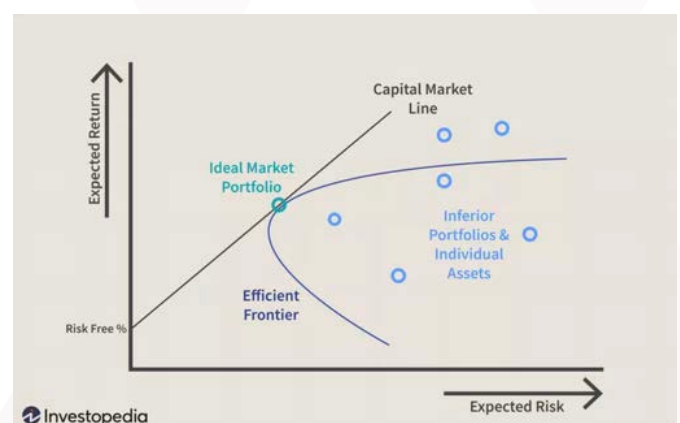 Expected Return
Capital Market
Line
Ideal Market
Portfolio
Inferior
Portfolios &
Individual
Assets
Efficient
Frontier
Risk Free %
Expected Risk
Investopedia